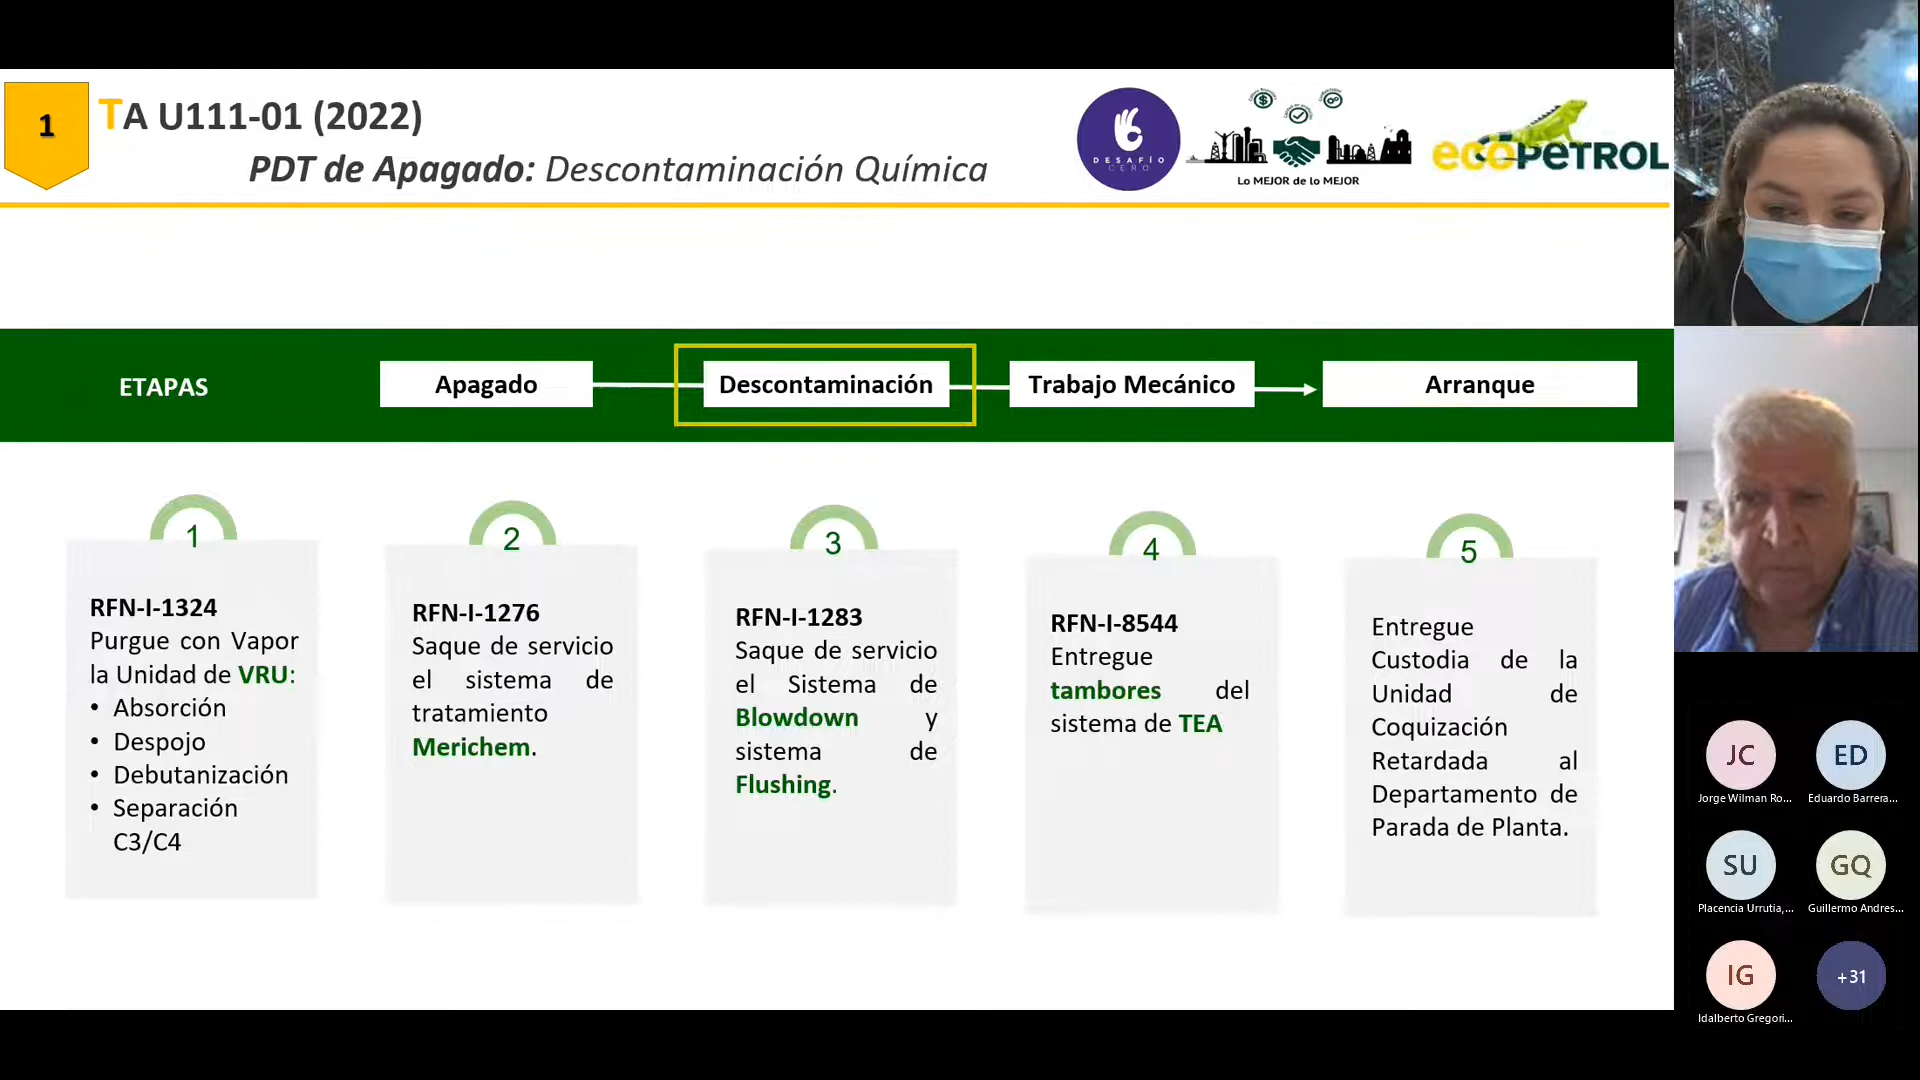 1
TA U111-01 (2022)
PDT de Apagado: Descontaminación Química
DESAFÍO
CERO
Lo MEJOR de lo MEJOR
ecoPETROL
ETAPAS
Apagado
Descontaminación
Trabajo Mecánico
Arranque
1
RFN-I-1324
Purgue con Vapor
la Unidad de VRU:
• Absorción
• Despojo
• Debutanización
• Separación
C3/C4
2
RFN-I-1276
Saque de servicio
el sistema de
tratamiento
Merichem.
3
RFN-I-1283
Saque de servicio
el Sistema de
Blowdown y
sistema de
Flushing.
4
RFN-I-8544
Entregue
tambores del
sistema de TEA
5
Entregue
Custodia de la
Unidad de
Coquización
Retardada al
Departamento de
Parada de Planta.
JC
Jorge Wilman Ro...
ED
Eduardo Barrera...
SU
Placencia Urrutia,...
GQ
Guillermo Andres...
IG
Idalberto Gregori...
+31